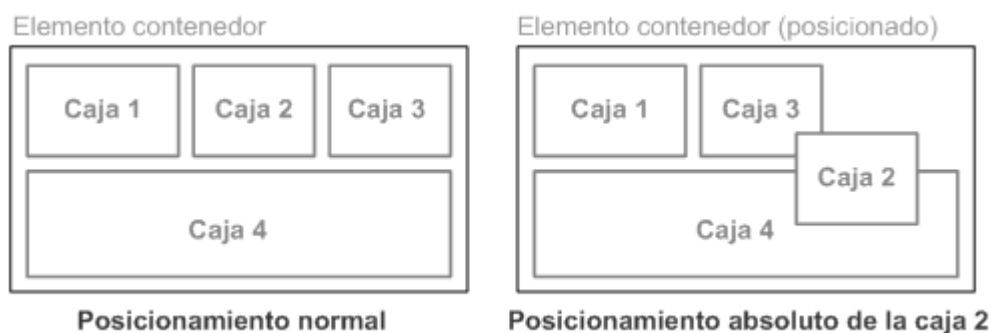 Elemento contenedor
Caja 1
Caja 2
Caja 3
Caja 4
Posicionamiento normal
Elemento contenedor (posicionado)
Caja 1
Caja 3
Caja 2
Caja 4
Posicionamiento absoluto de la caja 2